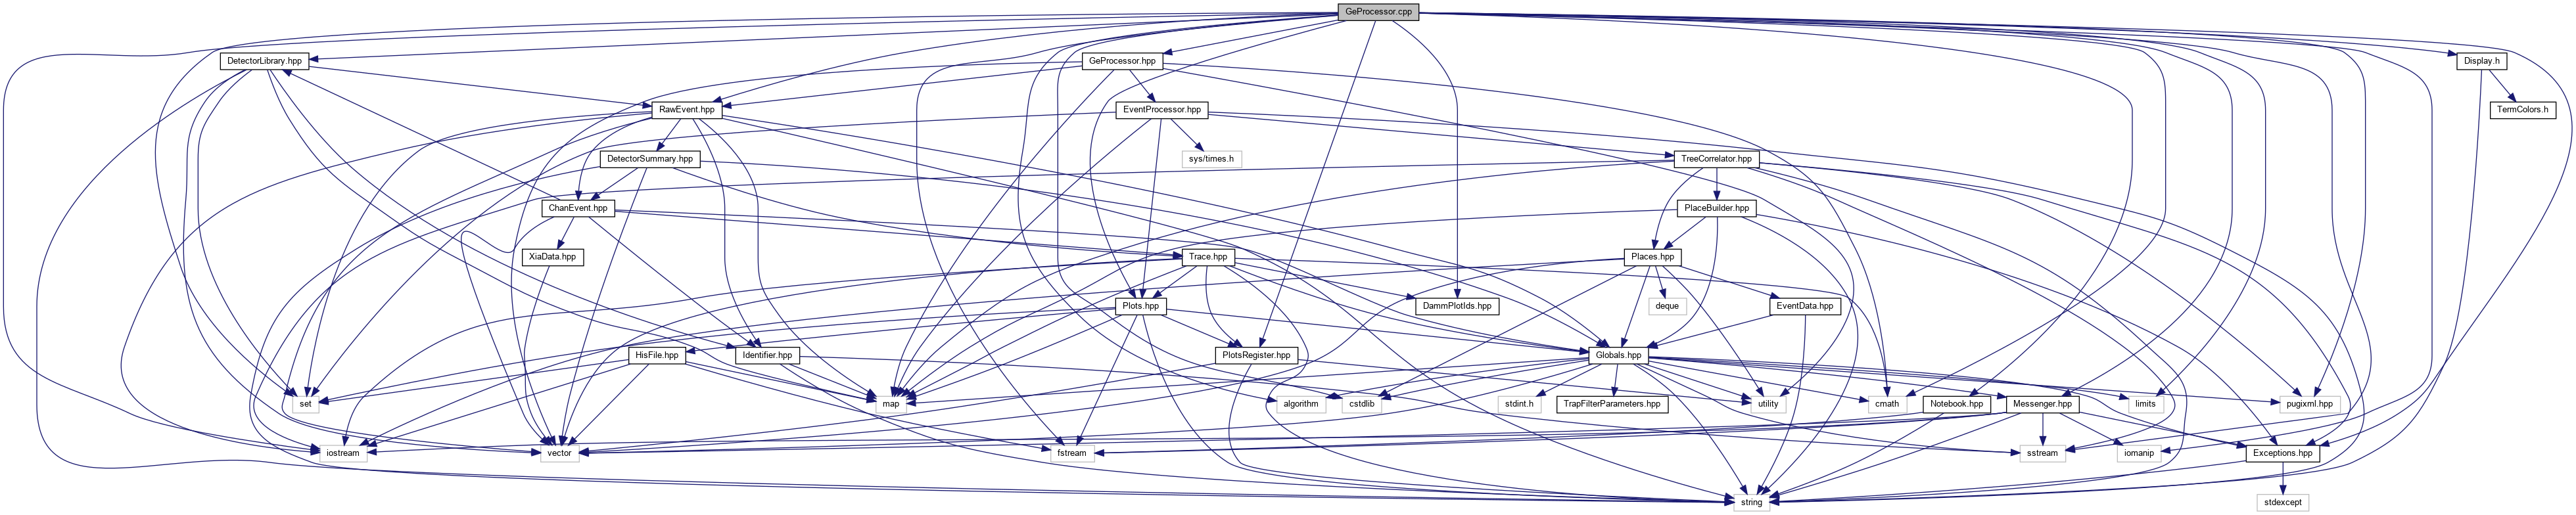 GeProcessor.cpp
DetectorLibrary.hpp
GeProcessor.hpp
Display.h
RawEvent.hpp
EventProcessor.hpp
TermColors.h
DetectorSummary.hpp
sys/times.h
TreeCorrelator.hpp
ChanEvent.hpp
PlaceBuilder.hpp
XiaData.hpp
Trace.hpp
Places.hpp
Plots.hpp
DammPlotIds.hpp
deque
EventData.hpp
HisFile.hpp
Identifier.hpp
PlotsRegister.hpp
Globals.hpp
set
map
algorithm
cstdlib
stdint.h
TrapFilterParameters.hpp
utility
cmath
Notebook.hpp
Messenger.hpp
limits
pugixml.hpp
iostream
vector
fstream
sstream
iomanip
Exceptions.hpp
string
stdexcept